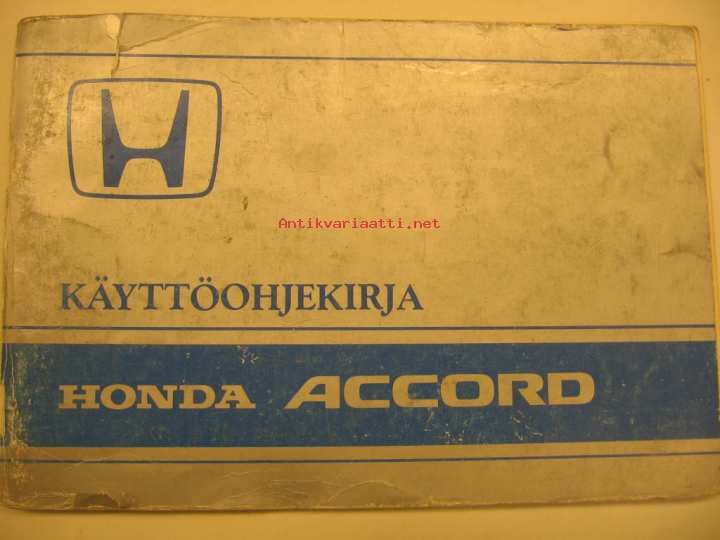 Antikvariaatti.net
KÄYTTÖOHJEKIRJA
HONDA ACCORD